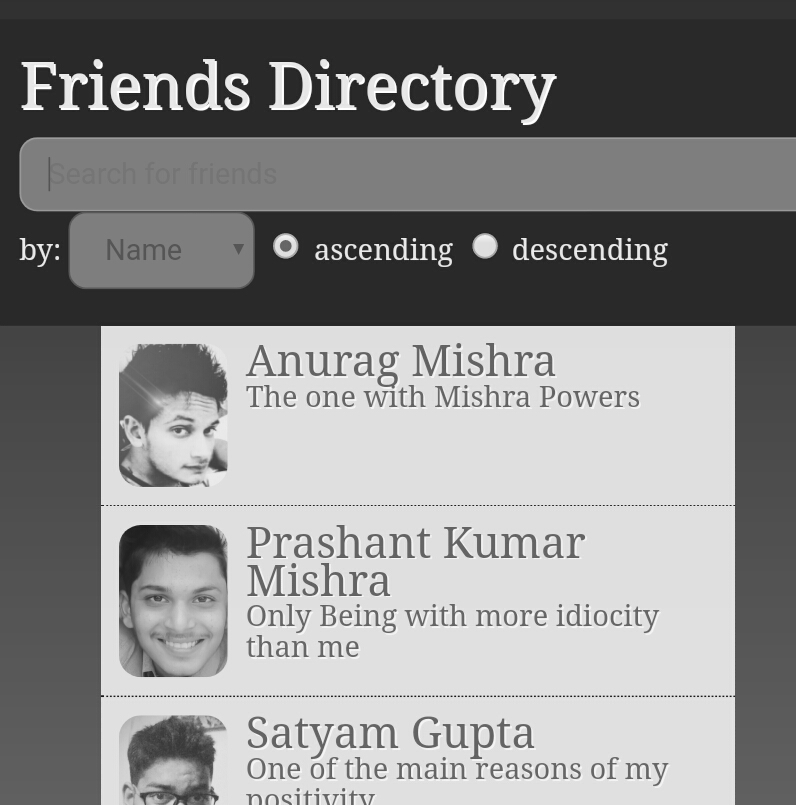 Friends Directory
Search for friends
by: Name ▾ ascending descending
Anurag Mishra
The one with Mishra Powers
Prashant Kumar
Mishra
Only Being with more idiocity
than me
Satyam Gupta
One of the main reasons of my
positivity